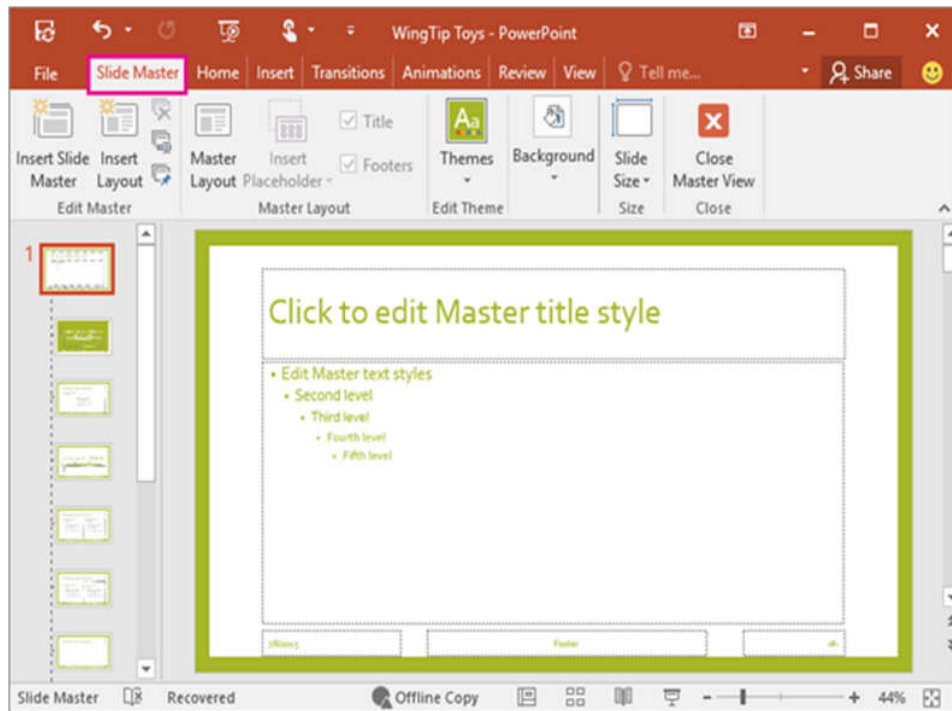 WingTip Toys - PowerPoint
File Slide Master Home Insert Transitions Animations Review View Tell me... Share
Insert Slide Master
Insert Layout
Master Layout
Insert Placeholder
Title
Footers
Aa
Themes
Background
Slide Size
Close Master View
Edit Master
Master Layout
Edit Theme
Size
Close
1
Click to edit Master title style
• Edit Master text styles
• Second level
• Third level
• Fourth level
• Fifth level
Footer
Slide Master Recovered Offline Copy 44%